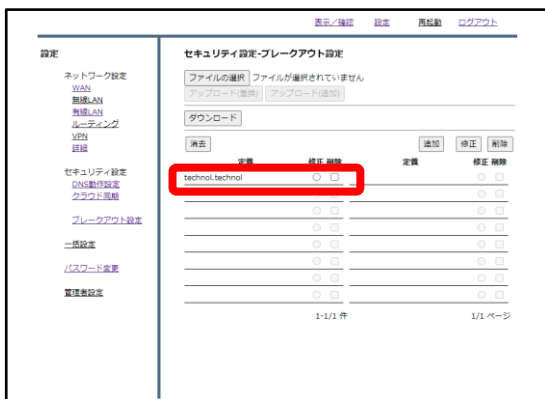 表示/確認 設定 再起動 ログアウト
設定
ネットワーク設定
WAN
無線LAN
有線LAN
ルーティング
VPN
詳細
セキュリティ設定
DNS動作設定
クラウド同期
ブレークアウト設定
一括設定
パスワード変更
管理者設定
セキュリティ設定-ブレークアウト設定
ファイルの選択 ファイルが選択されていません
アップロード(置換) アップロード(追加)
ダウンロード
消去 追加 修正 削除
定義 修正 削除 定義 修正 削除
technol.technol
1-1/1 件 1/1 ページ